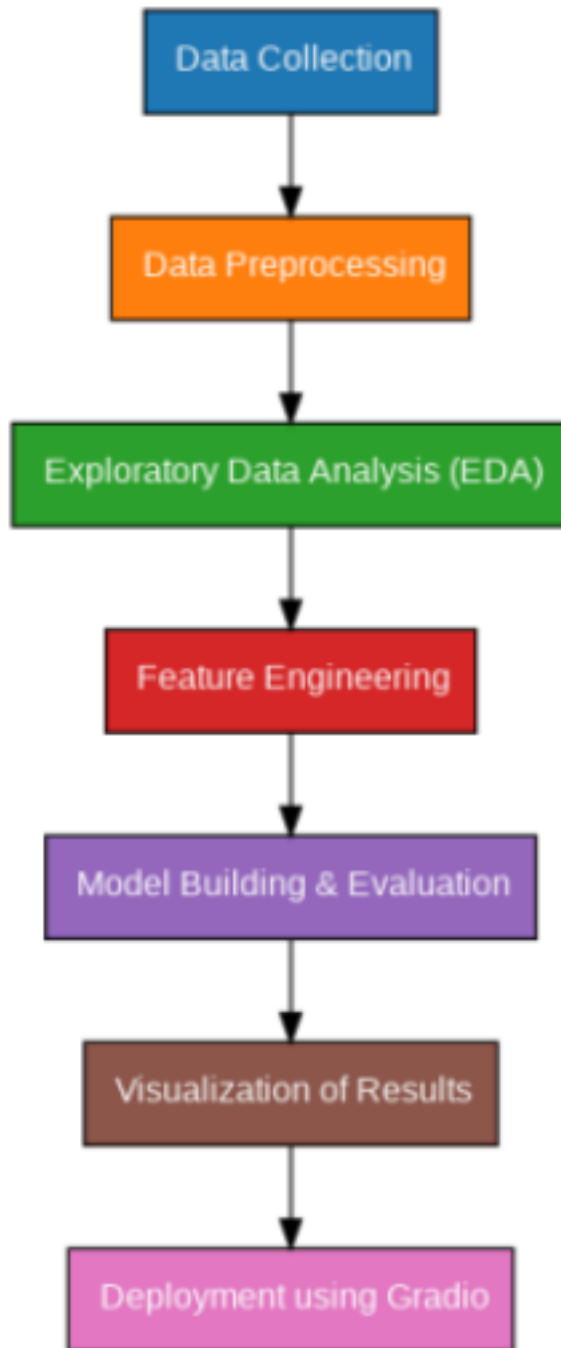 Data Collection
Data Preprocessing
Exploratory Data Analysis (EDA)
Feature Engineering
Model Building & Evaluation
Visualization of Results
Deployment using Gradio